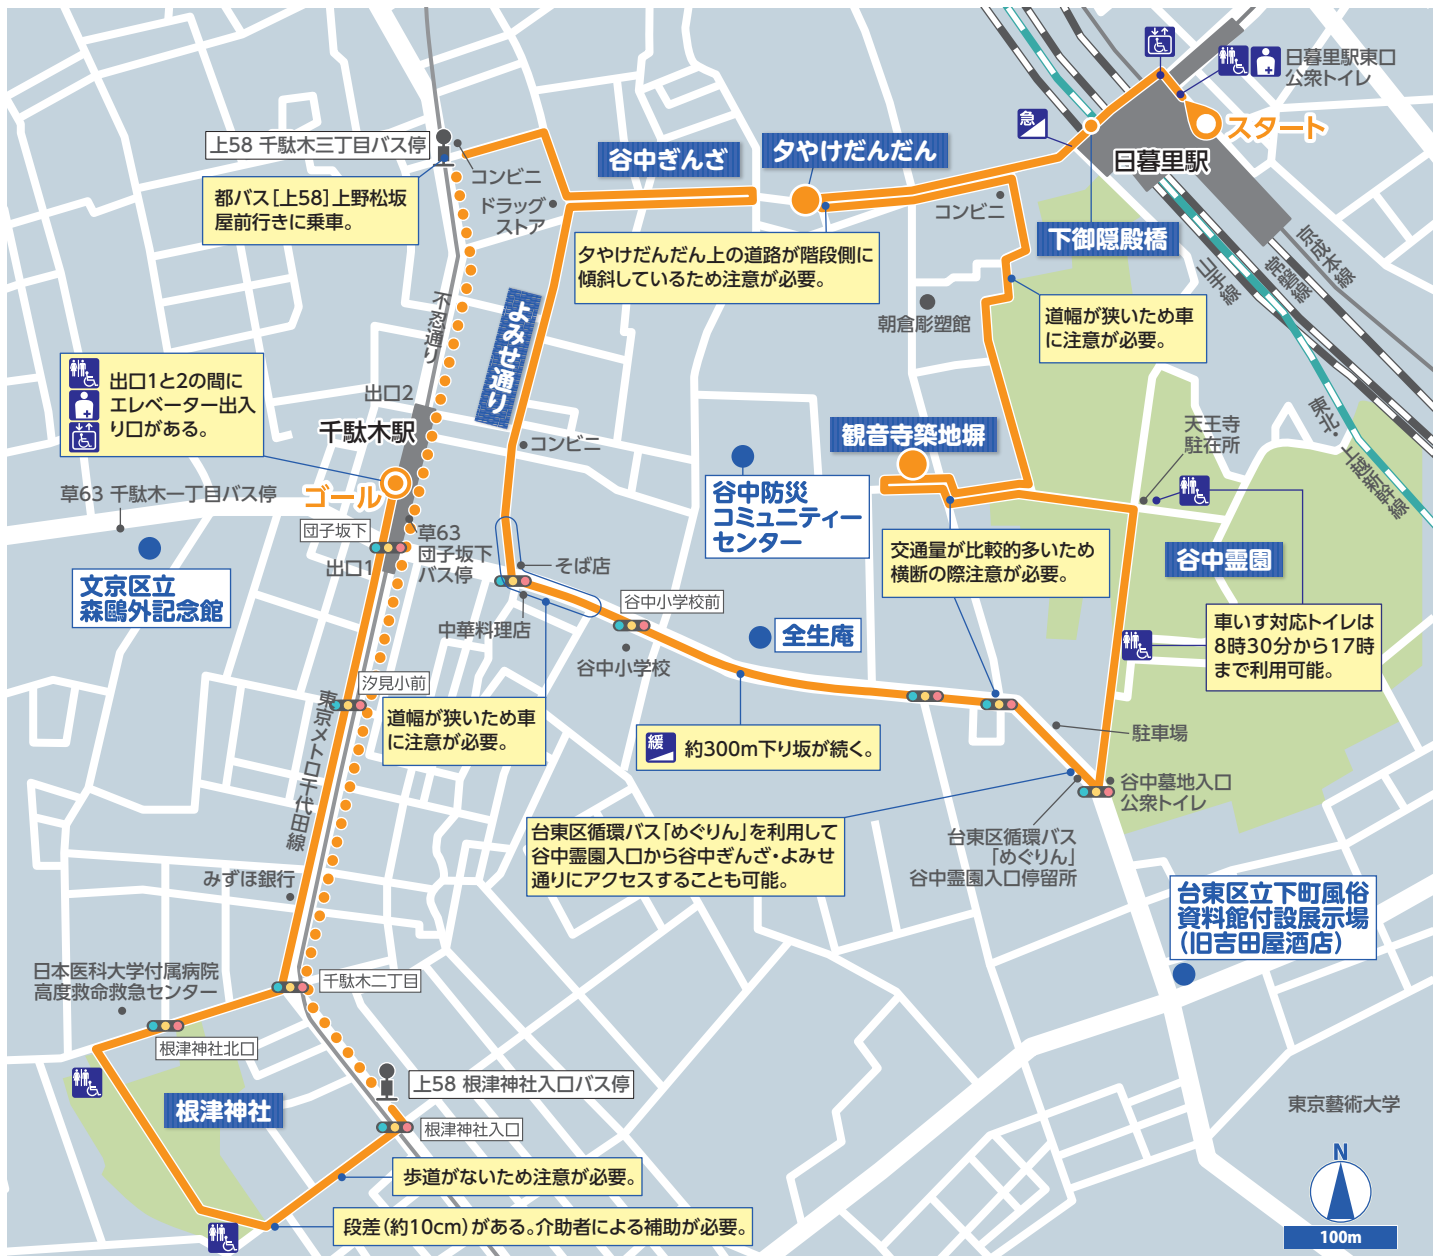 日暮里駅東口
公衆トイレ
スタート
急
日暮里駅
上58 千駄木三丁目バス停
谷中ぎんざ
夕やけだんだん
コンビニ
都バス[上58]上野松坂
屋前行きに乗車。
ドラッグ
ストア
コンビニ
下御隠殿橋
夕やけだんだん上の道路が階段側に
傾斜しているため注意が必要。
京成本線
常磐線
山手線
不忍通り
よみせ通り
朝倉彫塑館
道幅が狭いため車
に注意が必要。
出口1と2の間に
エレベーター出入
り口がある。
出口2
千駄木駅
東北・上越新幹線
天王寺
駐在所
観音寺築地塀
コンビニ
谷中防災
コミュニティー
センター
草63 千駄木一丁目バス停
ゴール
団子坂下
草63
団子坂下
バス停
出口1
交通量が比較的多いため
横断の際注意が必要。
谷中霊園
文京区立
森鷗外記念館
そば店
谷中小学校前
中華料理店
全生庵
車いす対応トイレは
8時30分から17時
まで利用可能。
谷中小学校
汐見小前
東京メトロ千代田線
道幅が狭いため車
に注意が必要。
緩
約300m下り坂が続く。
駐車場
谷中墓地入口
公衆トイレ
台東区循環バス「めぐりん」を利用して
谷中霊園入口から谷中ぎんざ・よみせ
通りにアクセスすることも可能。
台東区循環バス
「めぐりん」
谷中霊園入口停留所
みずほ銀行
台東区立下町風俗
資料館付設展示場
(旧吉田屋酒店)
日本医科大学付属病院
高度救命救急センター
千駄木二丁目
根津神社北口
上58 根津神社入口バス停
根津神社
根津神社入口
東京藝術大学
歩道がないため注意が必要。
段差(約10cm)がある。介助者による補助が必要。
N
100m